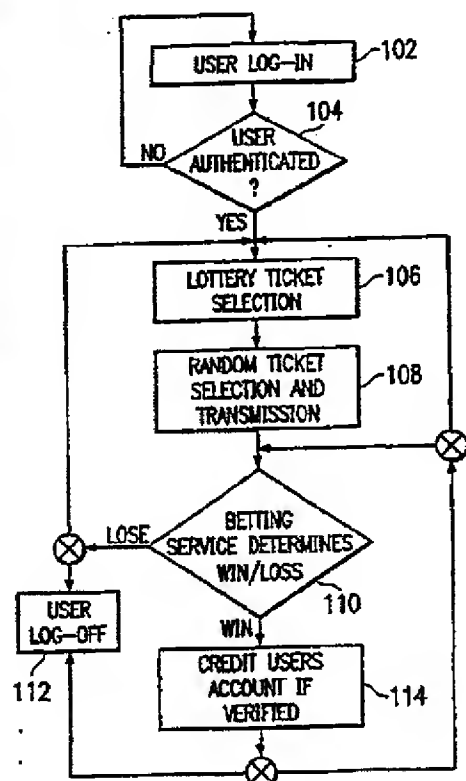 USER LOG-IN
102
104
USER
AUTHENTICATED
?
NO
YES
LOTTERY TICKET
SELECTION
106
RANDOM TICKET
SELECTION AND
TRANSMISSION
108
BETTING
SERVICE DETERMINES
WIN/LOSS
LOSE
110
WIN
USER
LOG-OFF
112
CREDIT USERS
ACCOUNT IF
VERIFIED
114